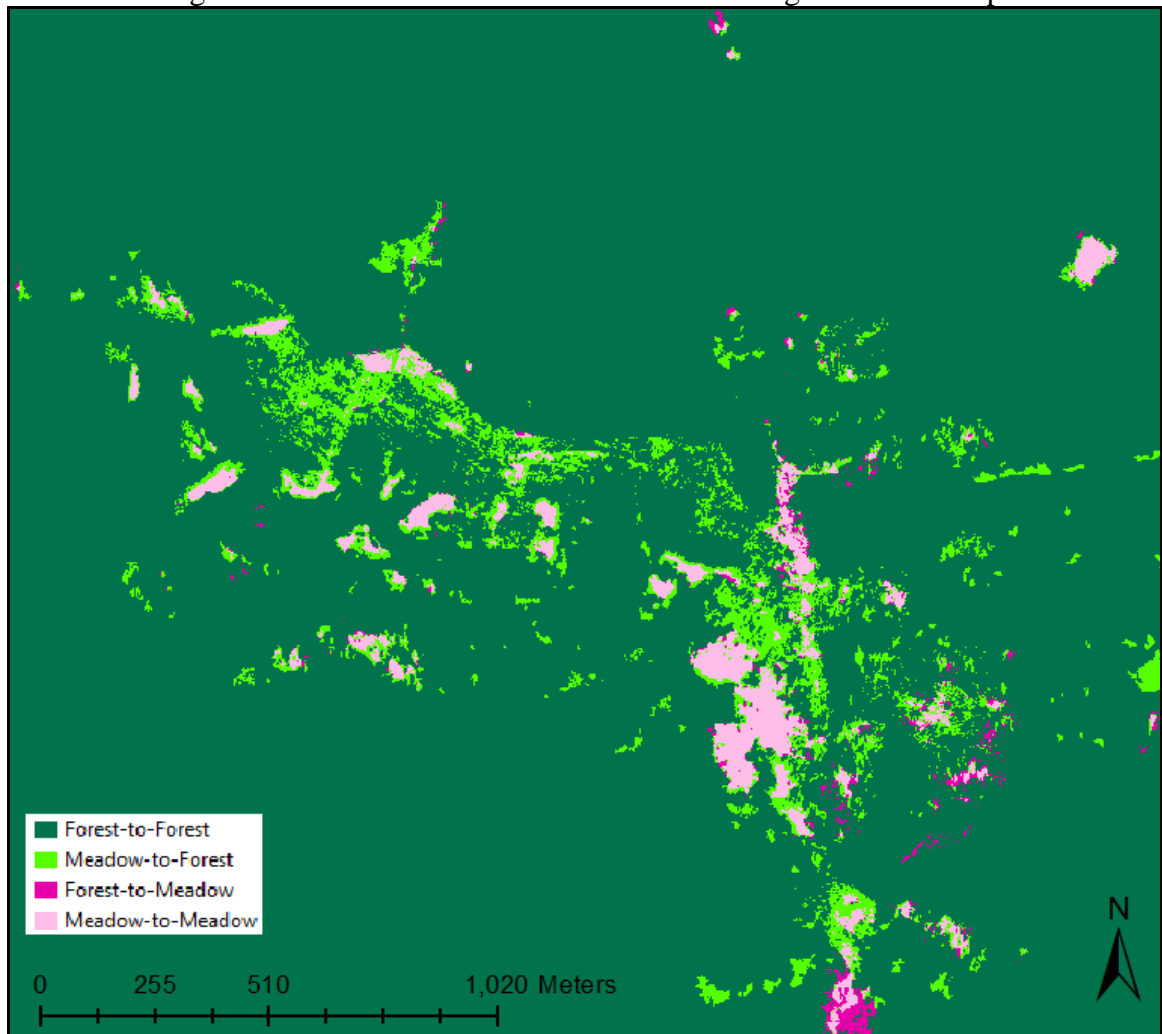 Forest-to-Forest
Meadow-to-Forest
Forest-to-Meadow
Meadow-to-Meadow
N
0 255 510 1,020 Meters